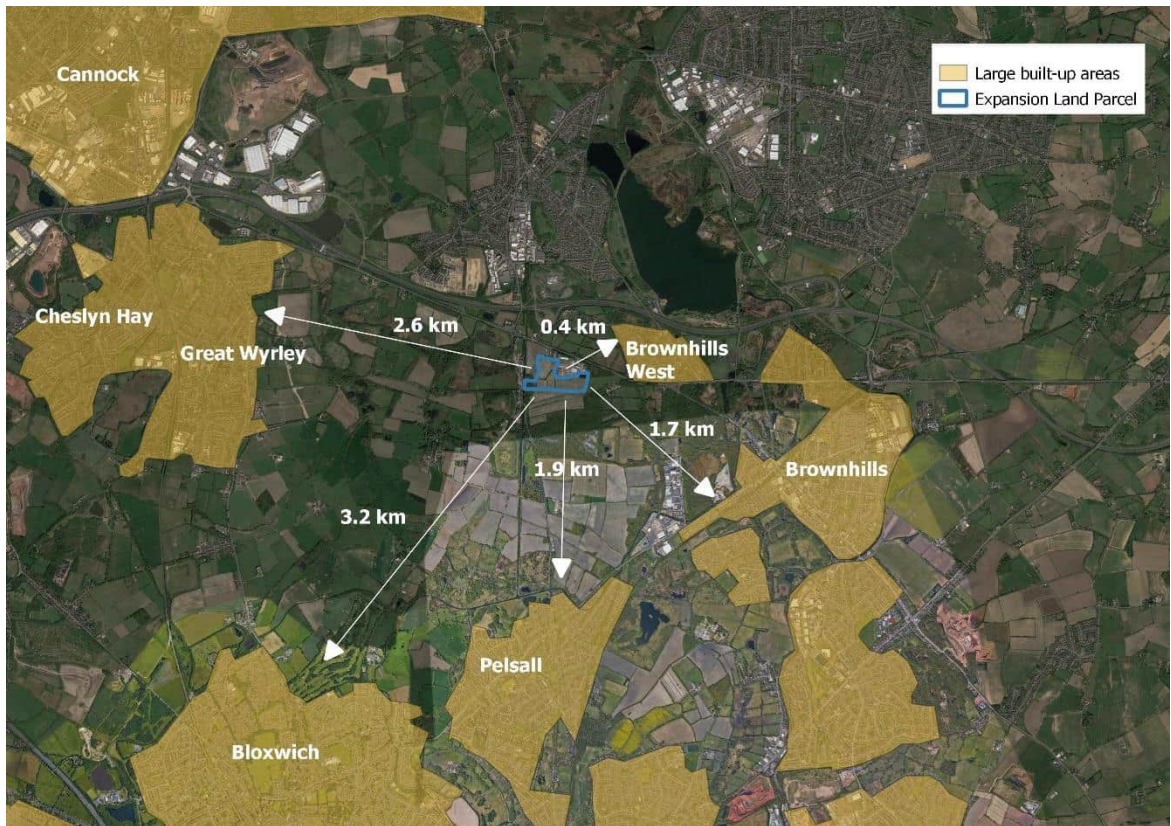 Cannock
Large built-up areas
Expansion Land Parcel
Cheslyn Hay
Great Wyrley
2.6 km
0.4 km
Brownhills
West
1.7 km
1.9 km
Brownhills
3.2 km
Pelsall
Bloxwich